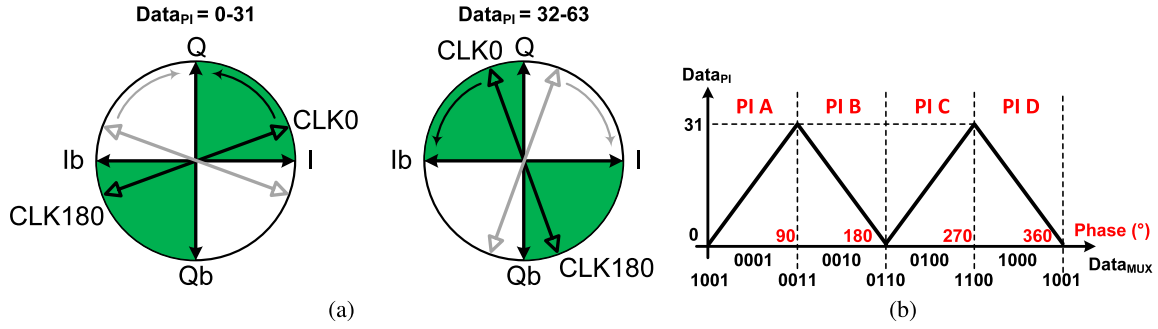 Data_PI = 0-31
Q
CLK0
I
Ib
CLK180
Qb
Data_PI = 32-63
CLK0
Q
Ib
I
Qb
CLK180
(a)
Data_PI
PI A PI B PI C PI D
31
0
90 180 270 360 Phase (°)
0001 0010 0100 1000 Data_MUX
1001 0011 0110 1100 1001
(b)